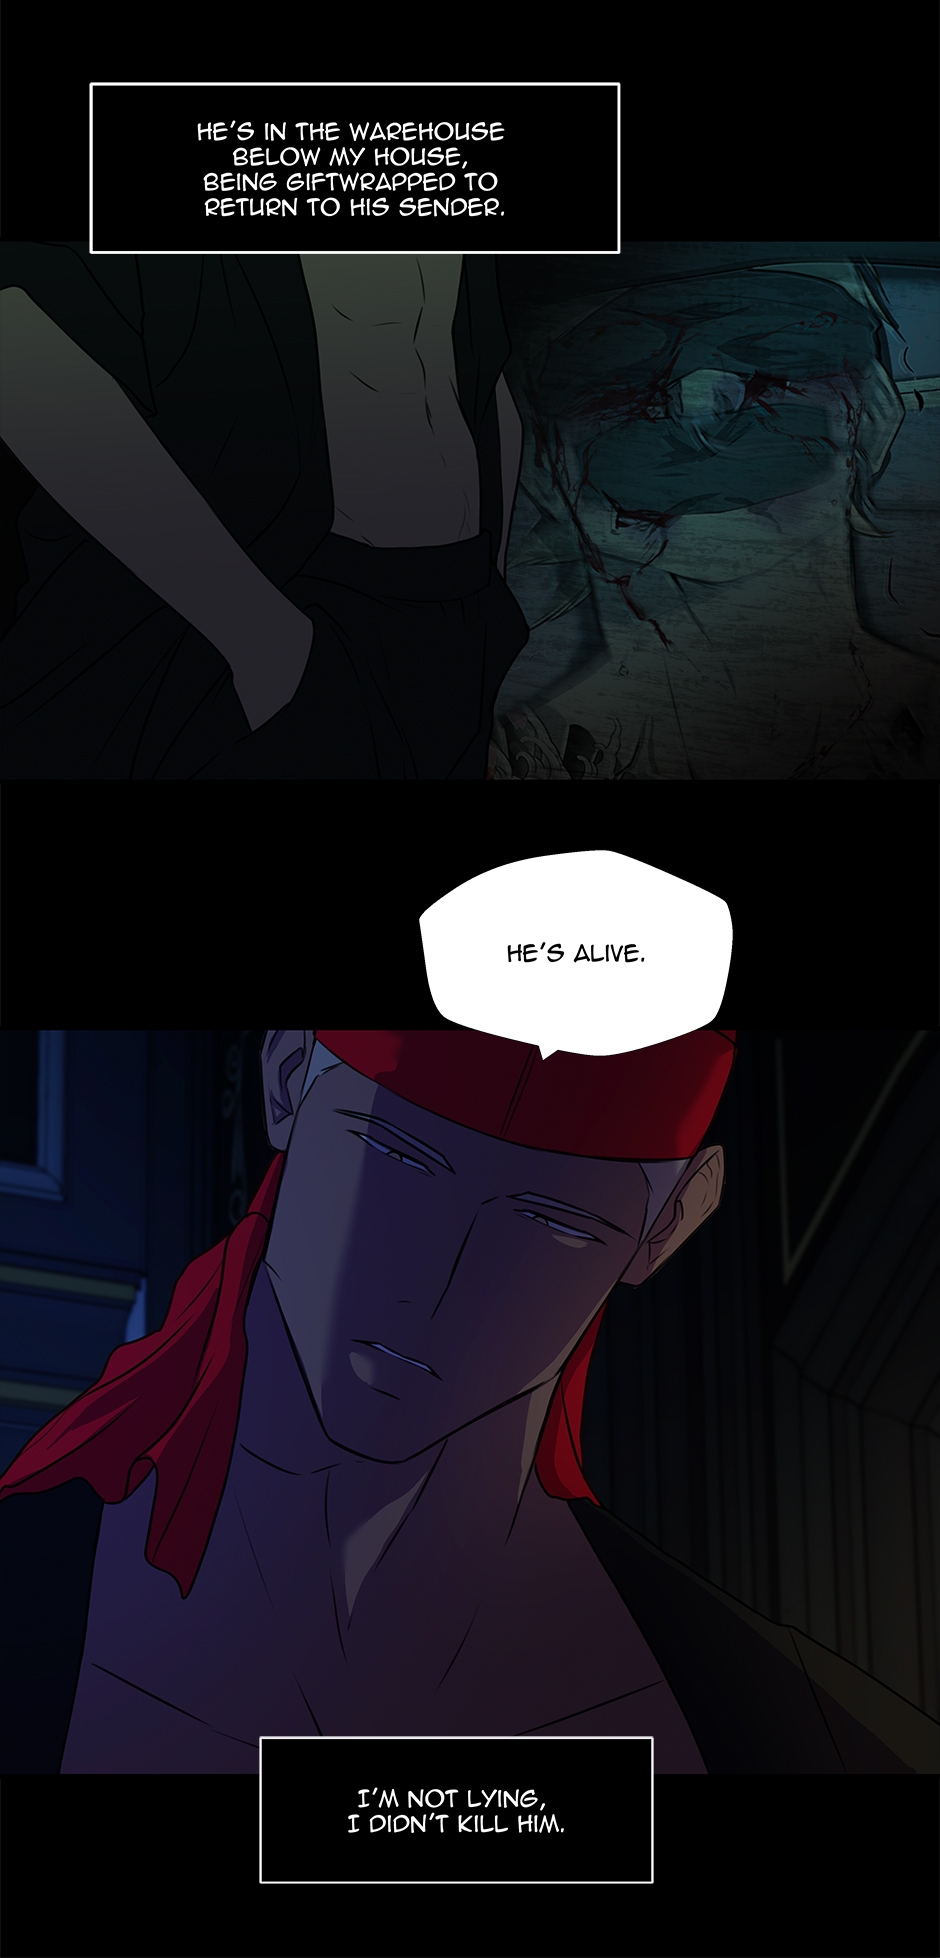 HE'S IN THE WAREHOUSE
BELOW MY HOUSE,
BEING GIFTWRAPPED TO
RETURN TO HIS SENDER.
HE'S ALIVE.
I'M NOT LYING,
I DIDN'T KILL HIM.